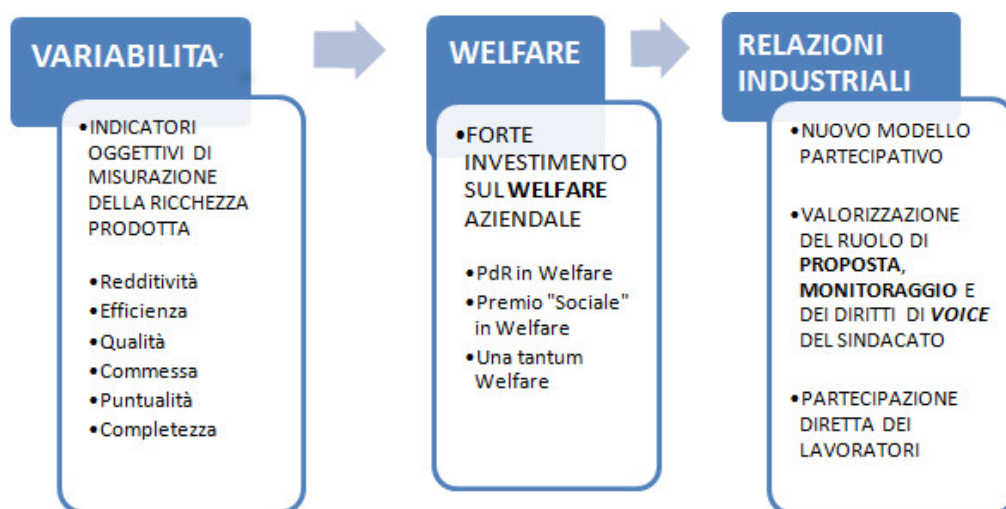 VARIABILITA'
•INDICATORI
OGGETTIVI DI
MISURAZIONE
DELLA RICCHEZZA
PRODOTTA
•Redditività
•Efficienza
•Qualità
•Commessa
•Puntualità
•Completezza
WELFARE
•FORTE
INVESTIMENTO
SUL WELFARE
AZIENDALE
•PdR in Welfare
•Premio "Sociale"
in Welfare
•Una tantum
Welfare
RELAZIONI
INDUSTRIALI
•NUOVO MODELLO
PARTECIPATIVO
•VALORIZZAZIONE
DEL RUOLO DI
PROPOSTA,
MONITORAGGIO E
DEI DIRITTI DI VOICE
DEL SINDACATO
•PARTECIPAZIONE
DIRETTA DEI
LAVORATORI